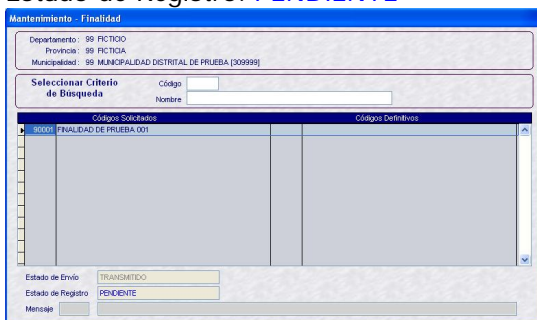 Estado de Registro: PENDIENTE
Mantenimiento - Finalidad
Departamento : 99 FICTICIO
Provincia : 99 FICTICIA
Municipalidad : 99 MUNICIPALIDAD DISTRITAL DE PRUEBA [309999]
Seleccionar Criterio de Búsqueda
Código
Nombre
Códigos Solicitados Códigos Definitivos
90001 FINALIDAD DE PRUEBA 001
Estado de Envío TRANSMITIDO
Estado de Registro PENDIENTE
Mensaje